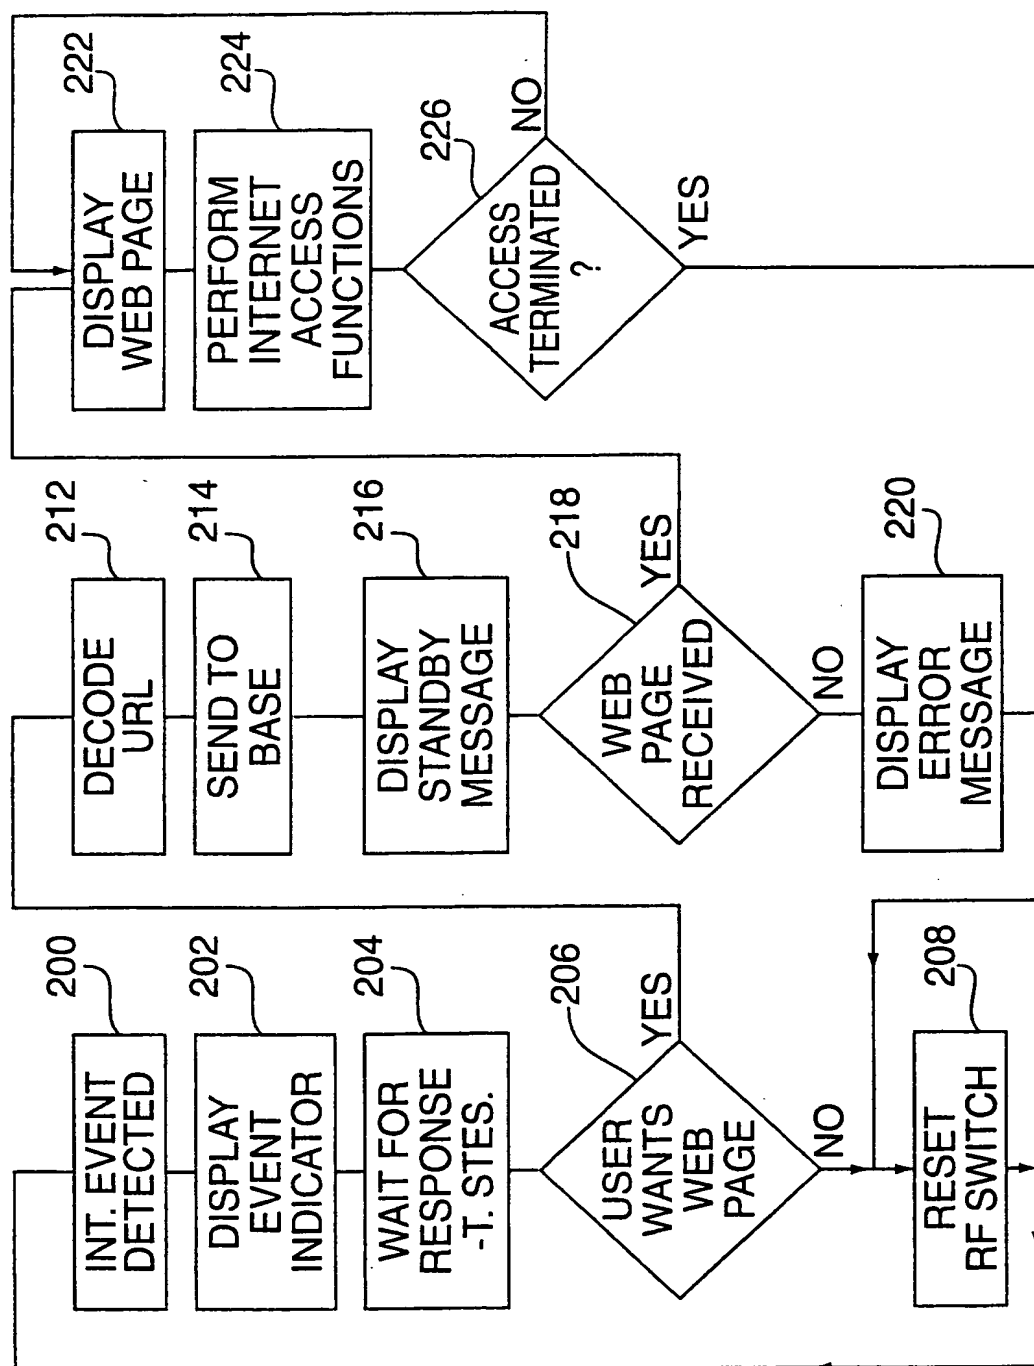 200
INT. EVENT
DETECTED
202
DISPLAY
EVENT
INDICATOR
204
WAIT FOR
RESPONSE
-T. STES.
206
USER
WANTS
WEB
PAGE
YES
NO
208
RESET
RF SWITCH
212
DECODE
URL
214
SEND TO
BASE
216
DISPLAY
STANDBY
MESSAGE
218
WEB
PAGE
RECEIVED
YES
NO
220
DISPLAY
ERROR
MESSAGE
222
DISPLAY
WEB PAGE
224
PERFORM
INTERNET
ACCESS
FUNCTIONS
226
ACCESS
TERMINATED
?
NO
YES